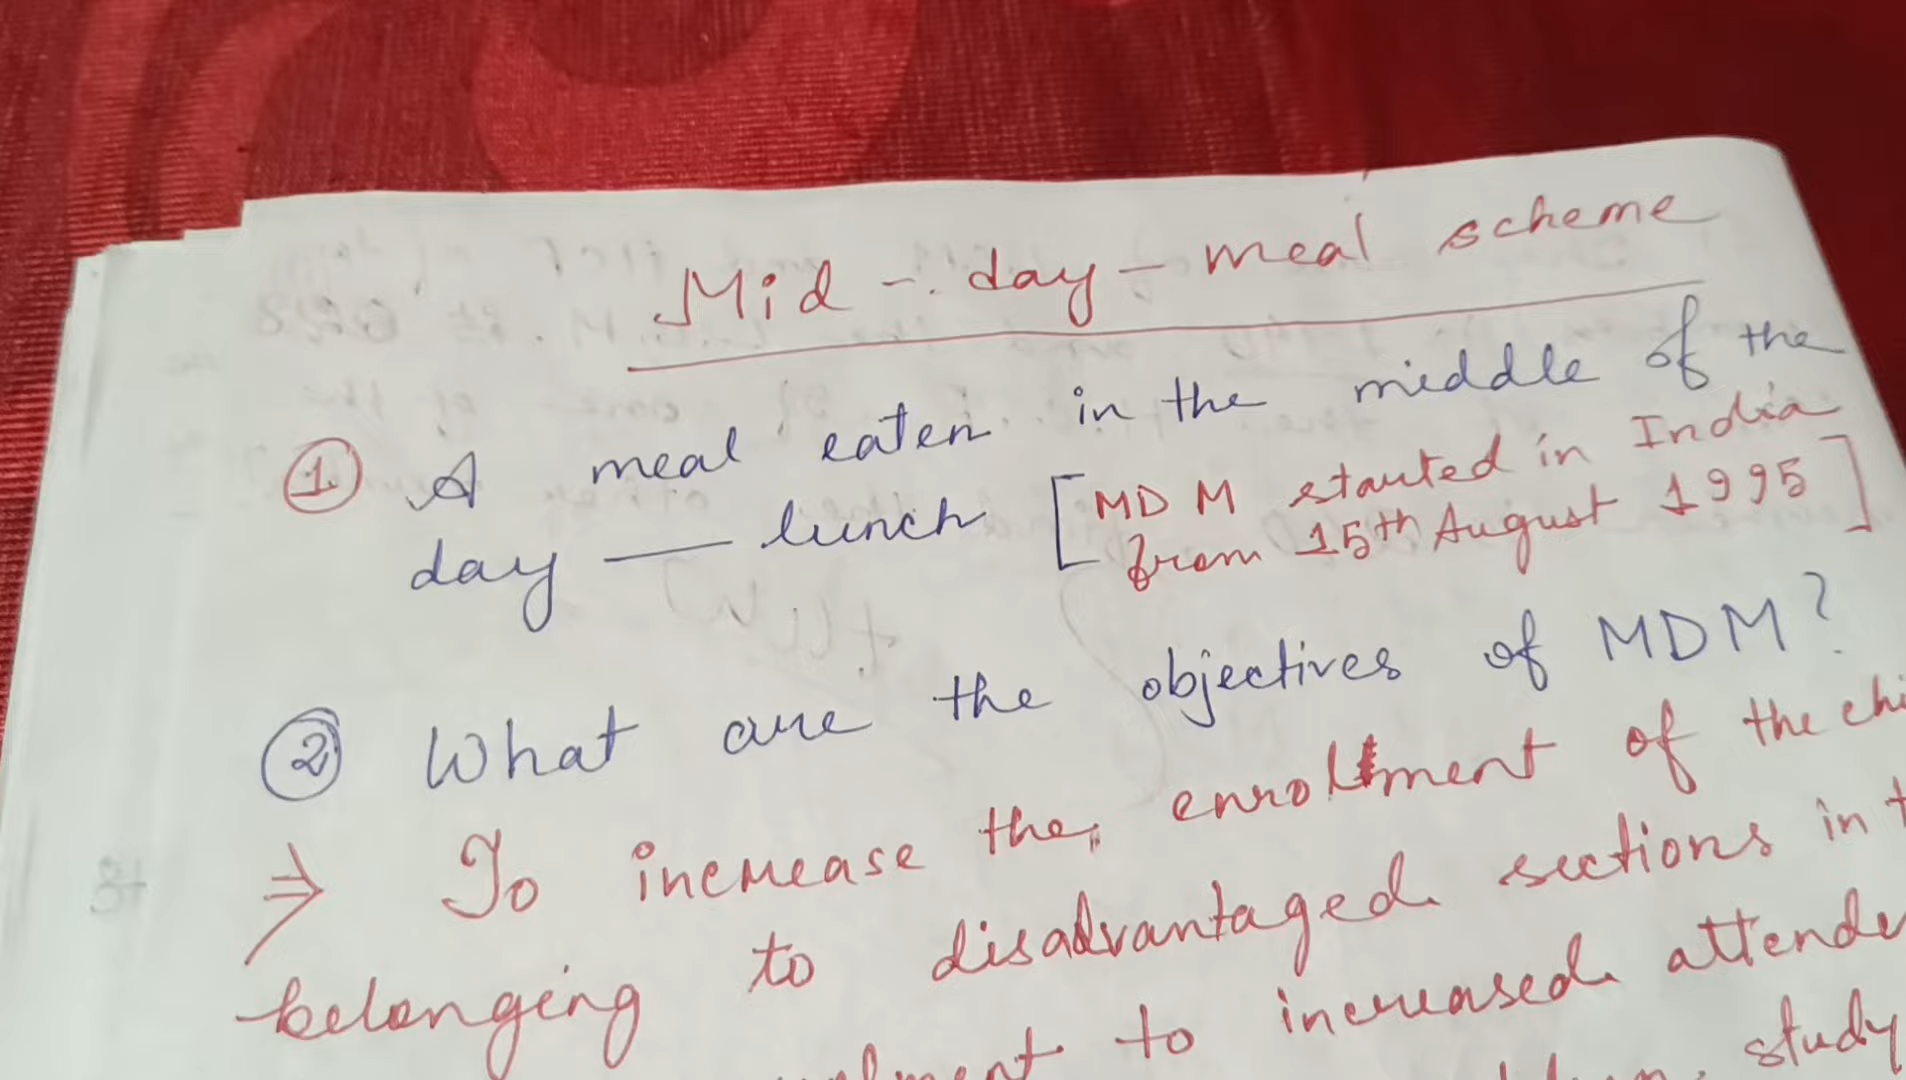 Mid - day - meal scheme
① A meal eaten in the middle of the
day — lunch [MDM started in India
from 15th August 1995]
② What are the objectives of MDM?
⇒ To increase the enrollment of the chi
belonging to disadvantaged sections in t
to increased attende
study